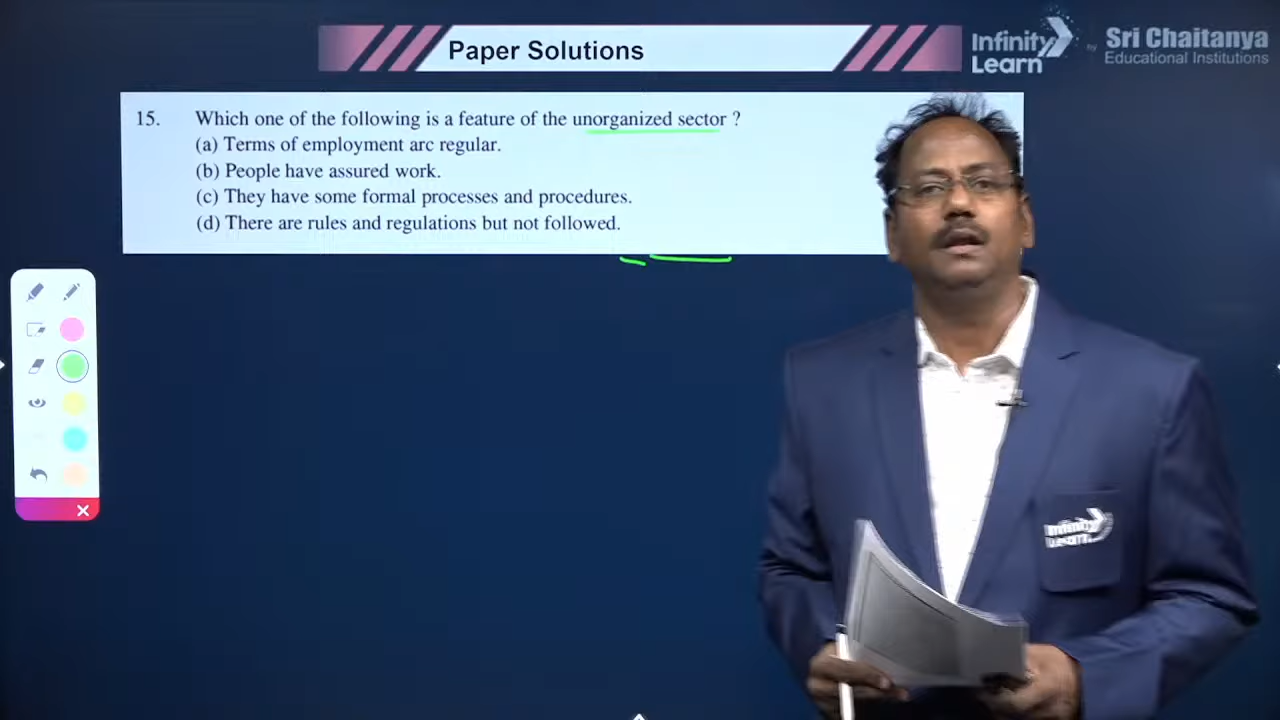 Paper Solutions
Infinity Learn by Sri Chaitanya Educational Institutions
15. Which one of the following is a feature of the unorganized sector ?
(a) Terms of employment arc regular.
(b) People have assured work.
(c) They have some formal processes and procedures.
(d) There are rules and regulations but not followed.
Infinity
Learn